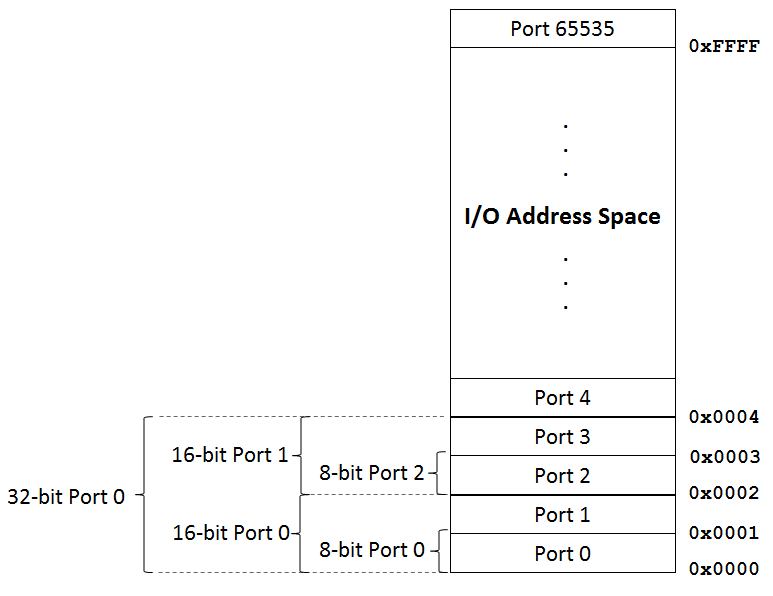 Port 65535
0xFFFF
.
.
.
I/O Address Space
.
.
.
Port 4
0x0004
Port 3
16-bit Port 1
0x0003
8-bit Port 2
Port 2
32-bit Port 0
0x0002
Port 1
16-bit Port 0
0x0001
8-bit Port 0
Port 0
0x0000